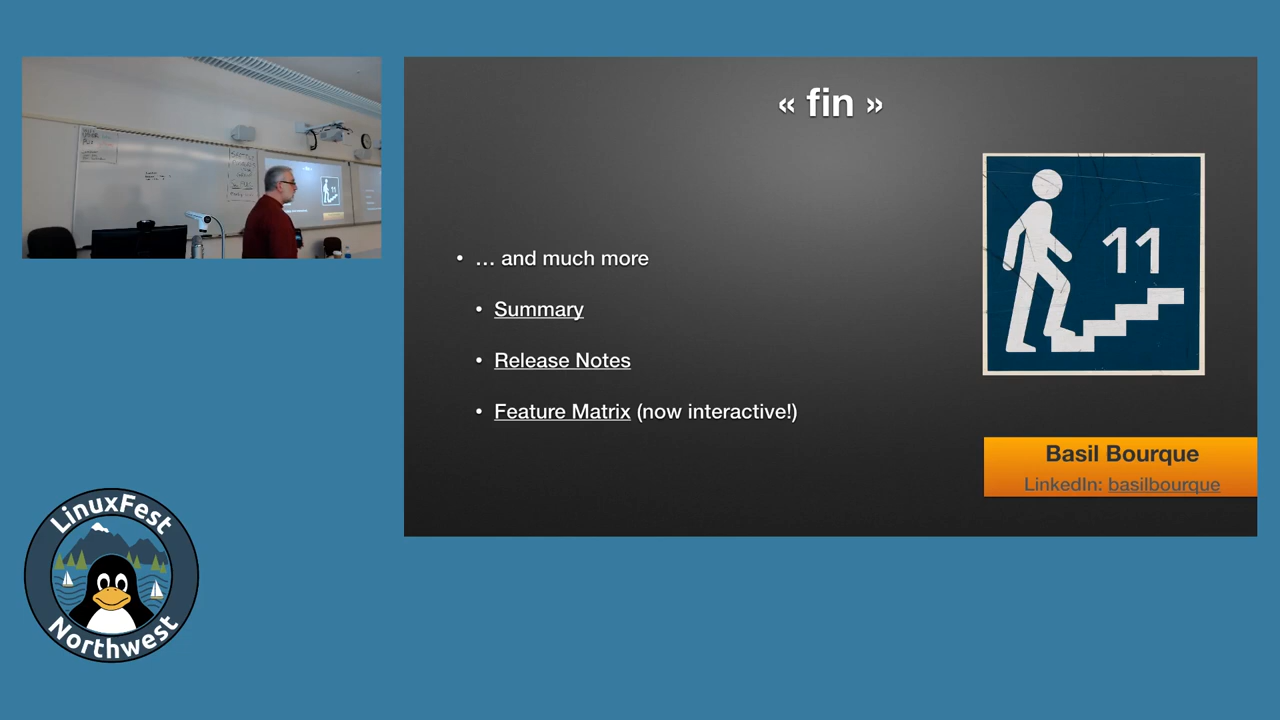 « fin »
• … and much more
• Summary
• Release Notes
• Feature Matrix (now interactive!)
11
Basil Bourque
LinkedIn: basilbourque
LinuxFest
Northwest